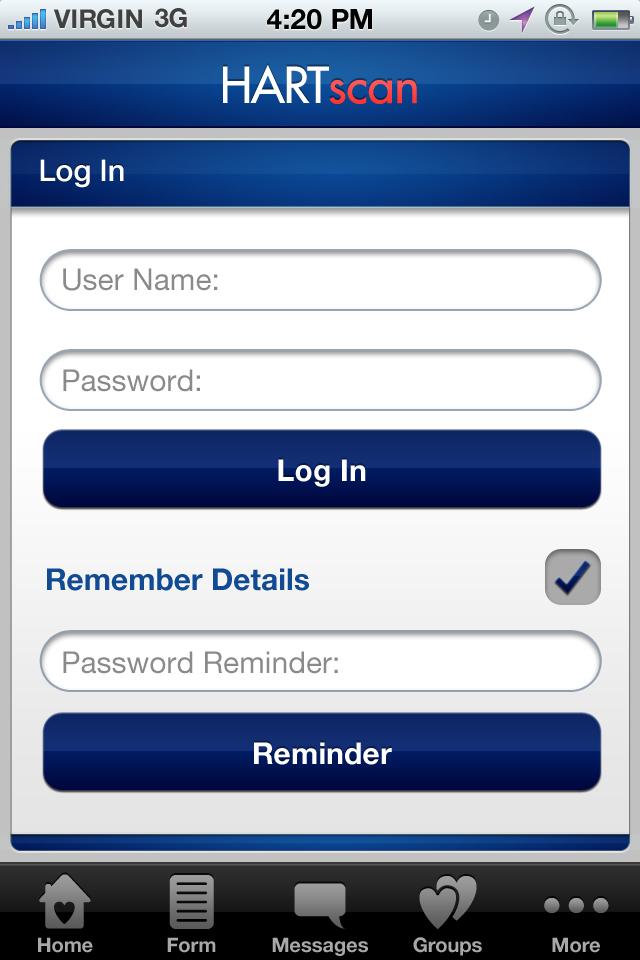 VIRGIN 3G 4:20 PM
HARTscan
Log In
User Name:
Password:
Log In
Remember Details
Password Reminder:
Reminder
Home Form Messages Groups More